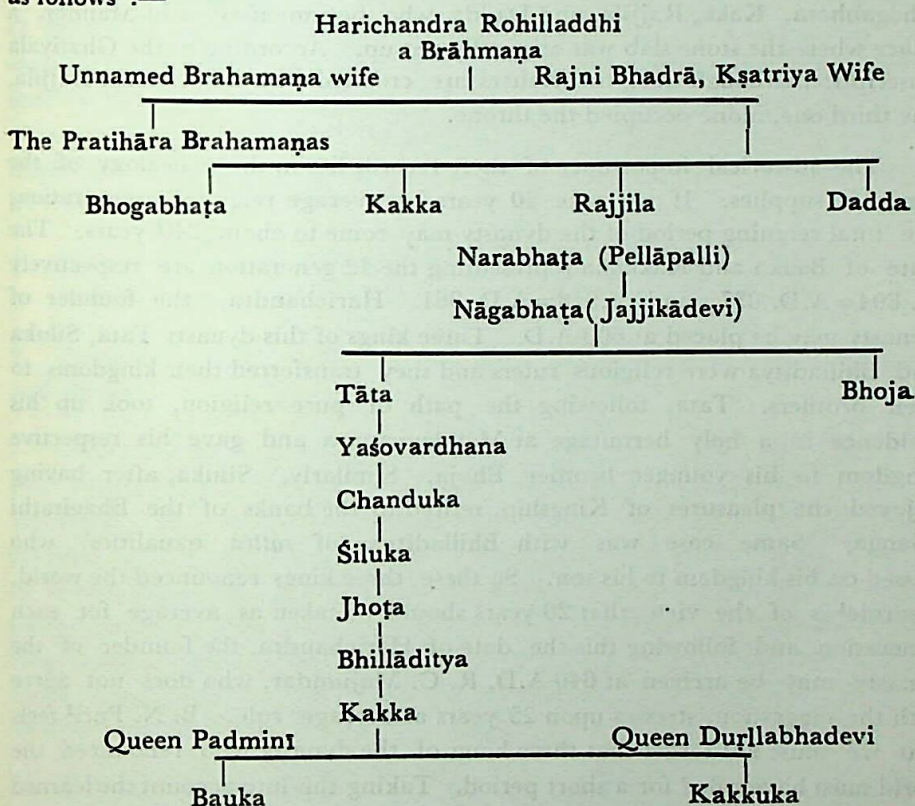 as follows :—
Harichandra Rohilladdhi
a Brāhmaṇa
Unnamed Brahamaṇa wife Rajni Bhadrā, Kṣatriya Wife
The Pratihāra Brahamaṇas
Bhogabhaṭa Kakka Rajjila Dadda
Narabhaṭa (Pellāpalli)
Nāgabhaṭa( Jajjikādevi)
Tāta Bhoja
Yaśovardhana
Chanduka
Śiluka
Jhoṭa
Bhillāditya
Kakka
Queen Padminī Queen Durḷlabhadevi
Bauka Kakkuka